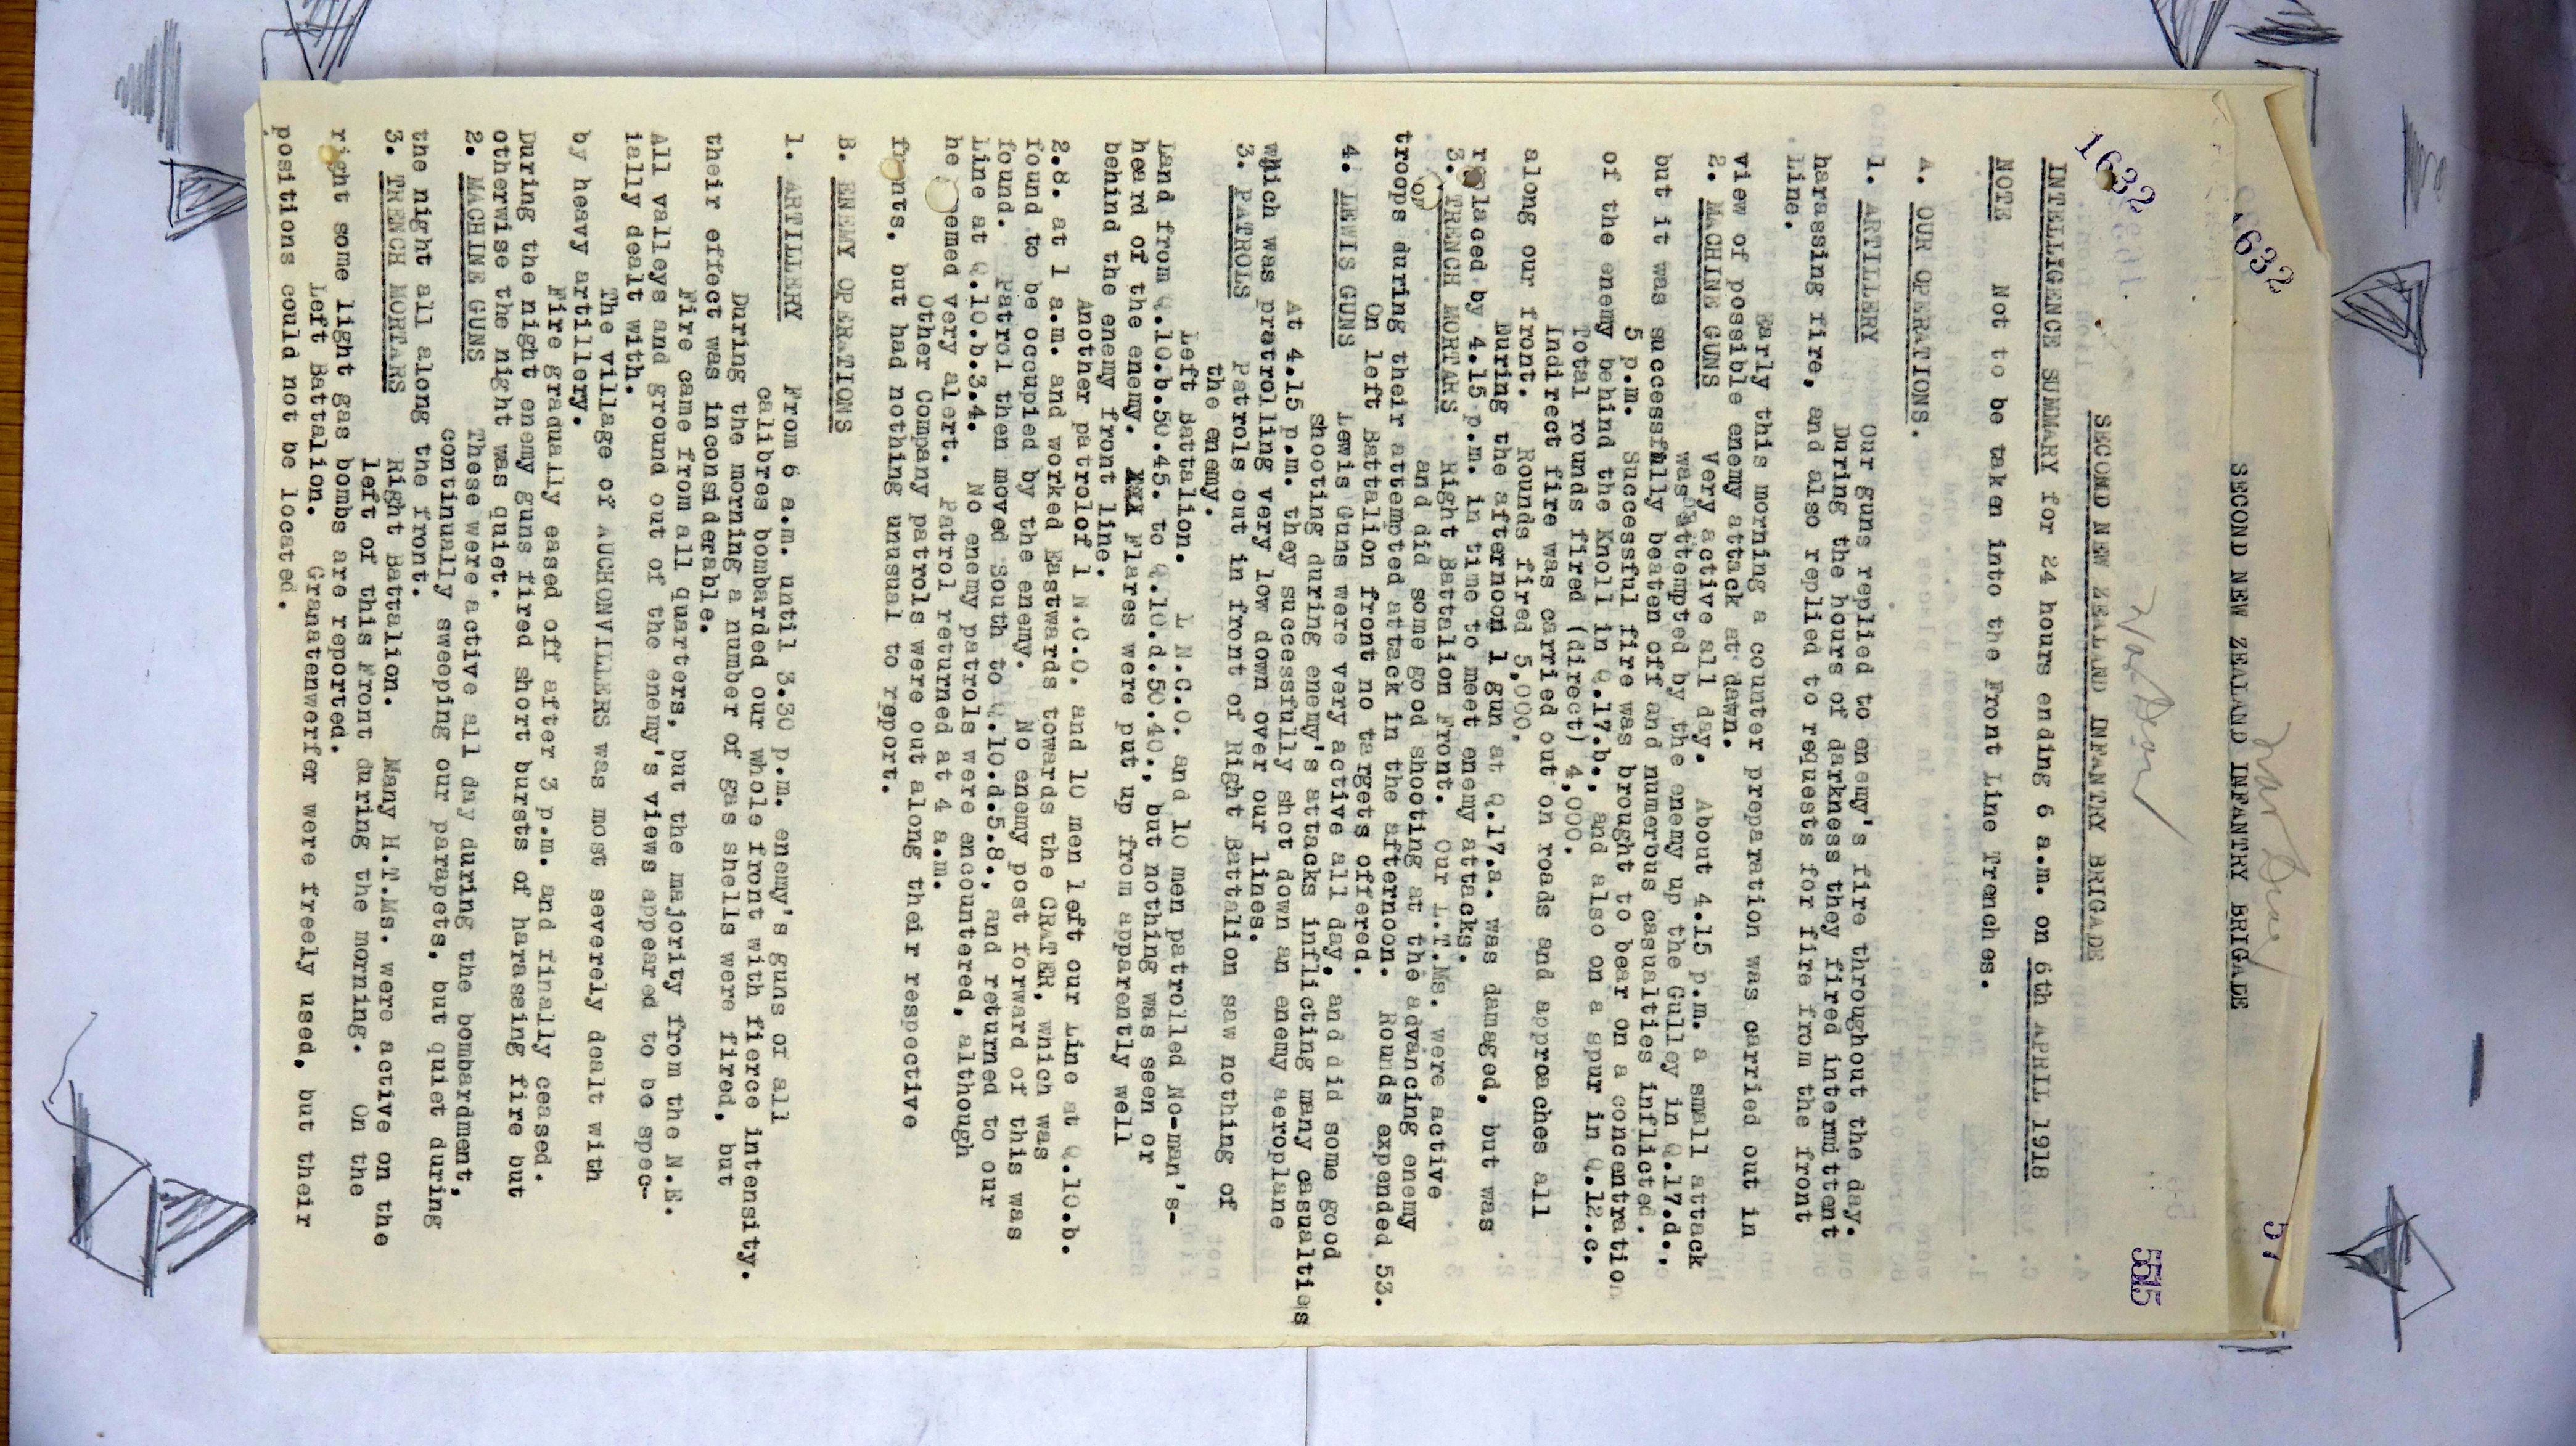 SECOND NEW ZEALAND INFANTRY BRIGADE
57
1632
War Diary
5515
SECOND NEW ZEALAND INFANTRY BRIGADE
INTELLIGENCE SUMMARY for 24 hours ending 6 a.m. on 6th APRIL 1918
NOTE Not to be taken into the Front Line Trenches.
A. OUR OPERATIONS.
1. ARTILLERY Our guns replied to enemy's fire throughout the day.
During the hours of darkness they fired intermittent
harassing fire, and also replied to requests for fire from the front
Line.
Early this morning a counter preparation was carried out in
view of possible enemy attack at dawn.
2. MACHINE GUNS Very active all day. About 4.15 p.m. a small attack
was attempted by the enemy up the Gulley in Q.17.d.,
but it was successfully beaten off and numerous casualties inflicted.
5 p.m. Successful fire was brought to bear on a concentration
of the enemy behind the Knoll in Q.17.b., and also on a spur in Q.12.c.
Total rounds fired (direct) 4,000.
Indirect fire was carried out on roads and approaches all
along our front. Rounds fired 5,000.
During the afternoon 1 gun at Q.17.a. was damaged, but was
replaced by 4.15 p.m. in time to meet enemy attacks.
3. TRENCH MORTARS Right Battalion Front. Our L.T.Ms. were active
and did some good shooting at the advancing enemy
troops during their attempted attack in the afternoon. Rounds expended 53.
On left Battalion front no targets offered.
4. LEWIS GUNS Lewis Guns were very active all day, and did some good
shooting during enemy's attacks inflicting many casualties
At 4.15 p.m. they successfully shot down an enemy aeroplane
which was pratrolling very low down over our lines.
3. PATROLS Patrols out in front of Right Battalion saw nothing of
the enemy.
Left Battalion. 1 N.C.O. and 10 men patrolled No-man's-
Land from Q.10.b.50.45. to Q.10.d.50.40., but nothing was seen or
heard of the enemy. XXX Flares were put up from apparently well
behind the enemy front line.
Another patrolof 1 N.C.O. and 10 men left our Line at Q.10.b.
2.8. at 1 a.m. and worked Eastwards towards the CRATER, which was
found to be occupied by the enemy. No enemy post forward of this was
found. Patrol then moved South to Q.10.d.5.8., and returned to our
Line at Q.10.b.3.4. No enemy patrols were encountered, although
he seemed very alert. Patrol returned at 4 a.m.
Other Company patrols were out along their respective
fronts, but had nothing unusual to report.
B. ENEMY OPERATIONS
1. ARTILLERY From 6 a.m. until 3.30 p.m. enemy's guns of all
calibres bombarded our whole front with fierce intensity.
During the morning a number of gas shells were fired, but
their effect was inconsiderable.
Fire came from all quarters, but the majority from the N.E.
All valleys and ground out of the enemy's views appeared to be spec-
ially dealt with.
The village of AUCHONVILLERS was most severely dealt with
by heavy artillery.
Fire gradually eased off after 3 p.m. and finally ceased.
During the night enemy guns fired short bursts of harassing fire but
otherwise the night was quiet.
2. MACHINE GUNS These were active all day during the bombardment,
continually sweeping our parapets, but quiet during
the night all along the front.
3. TRENCH MORTARS Right Battalion. Many H.T.Ms. were active on the
left of this Front during the morning. On the
right some light gas bombs are reported.
Left Battalion. Granatenwerfer were freely used, but their
positions could not be located.